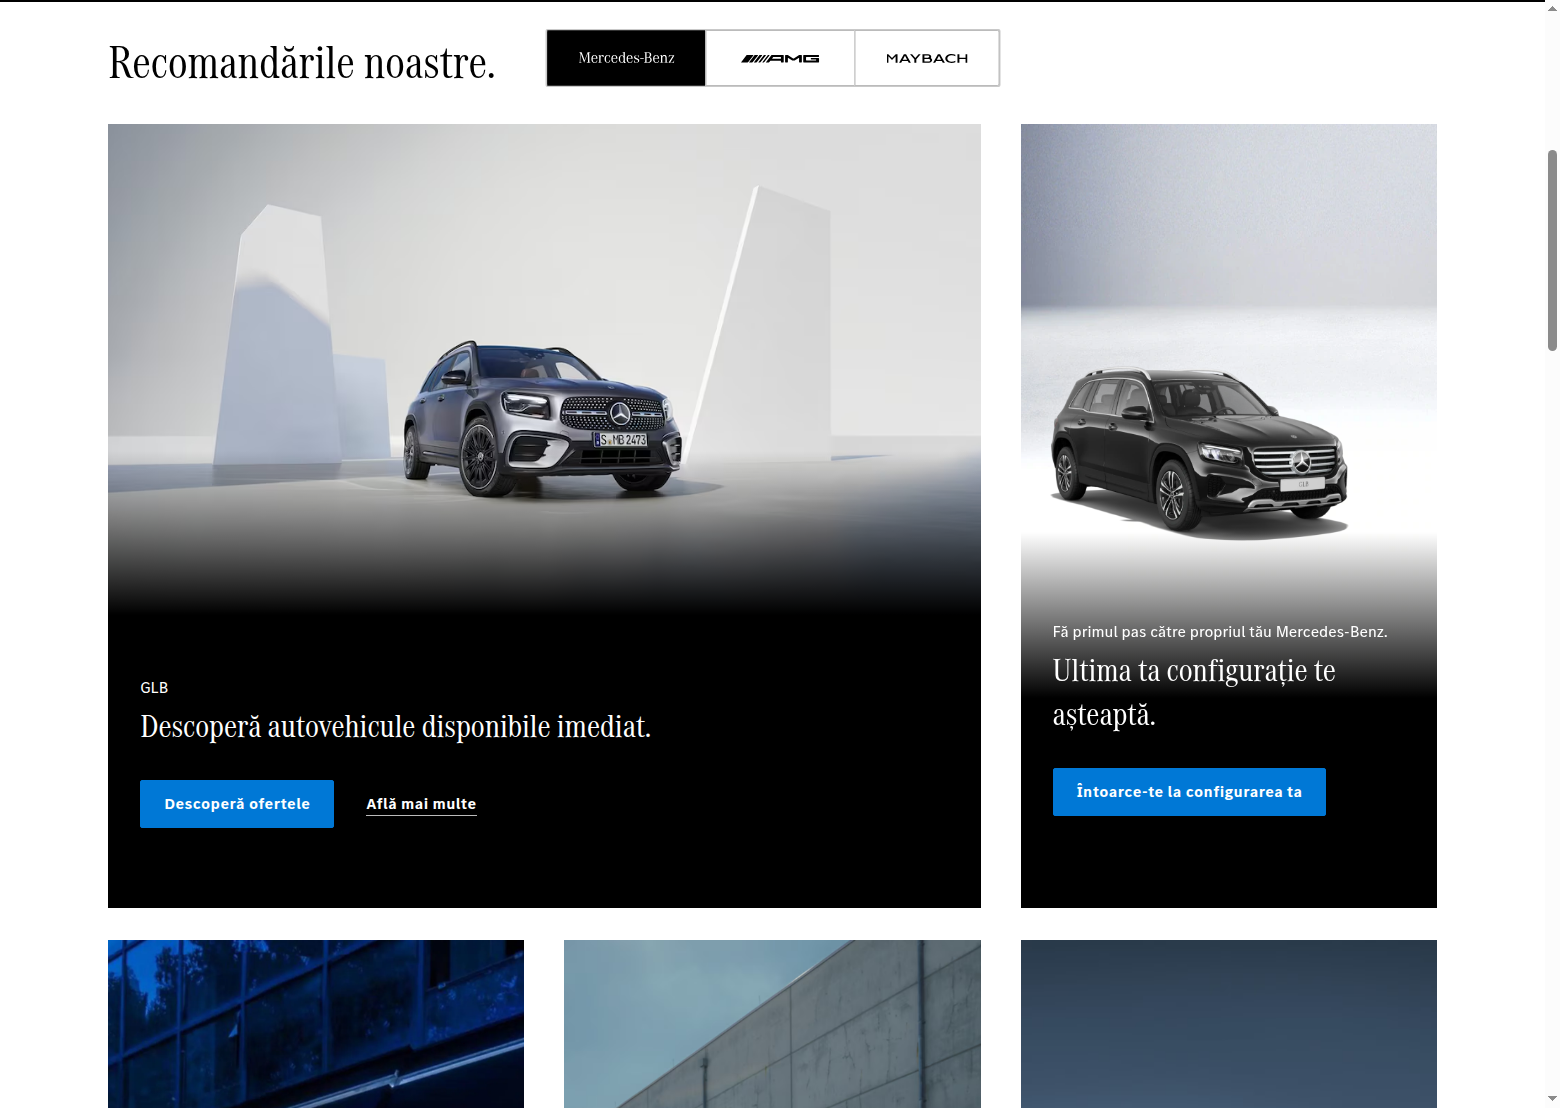 Recomandările noastre.
Mercedes-Benz
AMG
MAYBACH
S MB 2473
GLB
Descoperă autovehicule disponibile imediat.
Descoperă ofertele
Află mai multe
GLB
Fă primul pas către propriul tău Mercedes-Benz.
Ultima ta configurație te
așteaptă.
Întoarce-te la configurarea ta